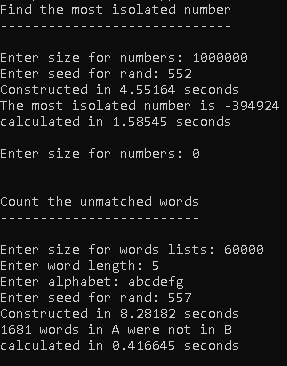 Find the most isolated number
-----------------------------
Enter size for numbers: 1000000
Enter seed for rand: 552
Constructed in 4.55164 seconds
The most isolated number is -394924
calculated in 1.58545 seconds
Enter size for numbers: 0
Count the unmatched words
-------------------------
Enter size for words lists: 60000
Enter word length: 5
Enter alphabet: abcdefg
Enter seed for rand: 557
Constructed in 8.28182 seconds
1681 words in A were not in B
calculated in 0.416645 seconds